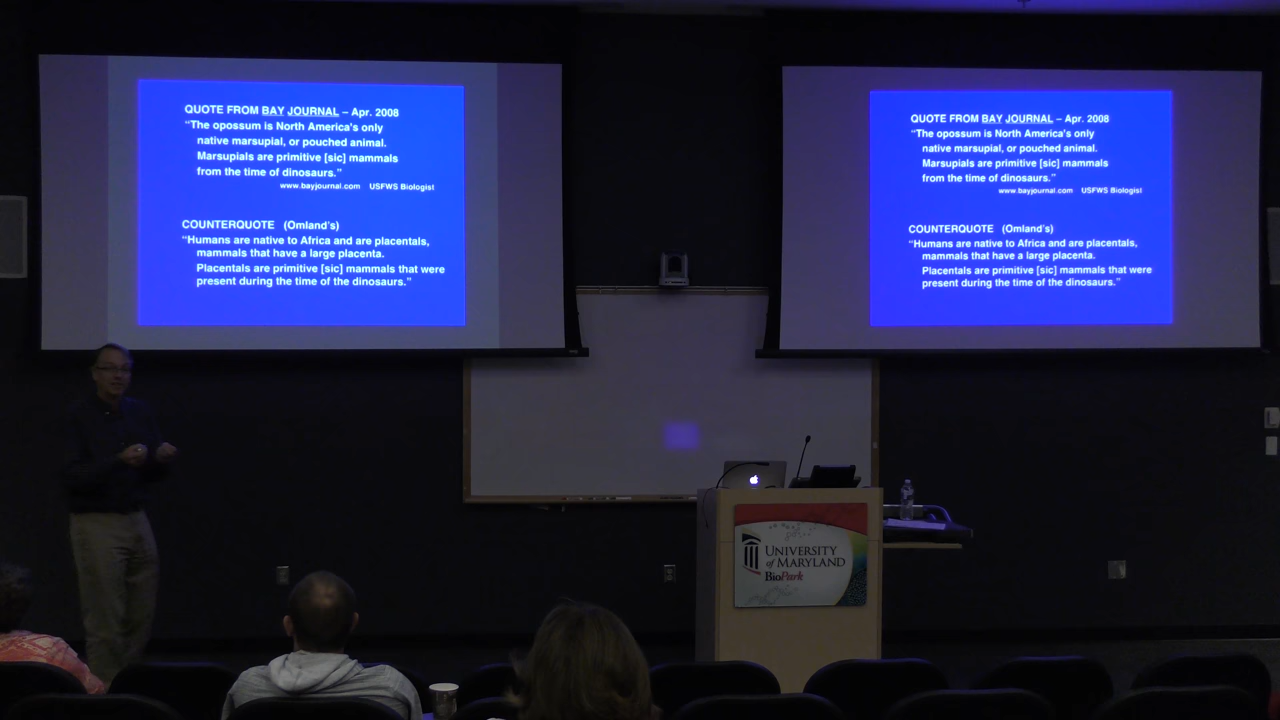 QUOTE FROM BAY JOURNAL – Apr. 2008
“The opossum is North America's only
native marsupial, or pouched animal.
Marsupials are primitive [sic] mammals
from the time of dinosaurs.”
www.bayjournal.com USFWS Biologist
COUNTERQUOTE (Omland's)
“Humans are native to Africa and are placentals,
mammals that have a large placenta.
Placentals are primitive [sic] mammals that were
present during the time of the dinosaurs.”
QUOTE FROM BAY JOURNAL – Apr. 2008
“The opossum is North America's only
native marsupial, or pouched animal.
Marsupials are primitive [sic] mammals
from the time of dinosaurs.”
www.bayjournal.com USFWS Biologist
COUNTERQUOTE (Omland's)
“Humans are native to Africa and are placentals,
mammals that have a large placenta.
Placentals are primitive [sic] mammals that were
present during the time of the dinosaurs.”
UNIVERSITY
of MARYLAND
BioPark